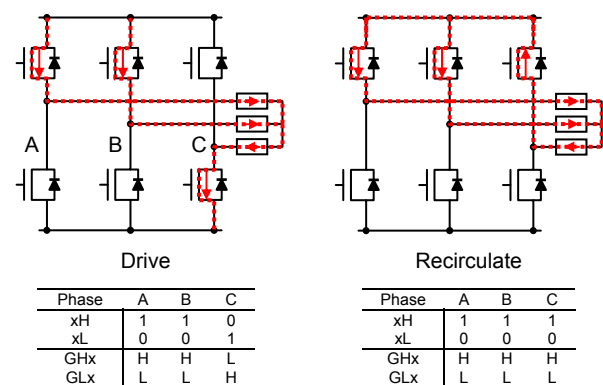 A B C
Drive Recirculate
Phase A B C Phase A B C
xH 1 1 0 xH 1 1 1
xL 0 0 1 xL 0 0 0
GHx H H L GHx H H H
GLx L L H GLx L L L